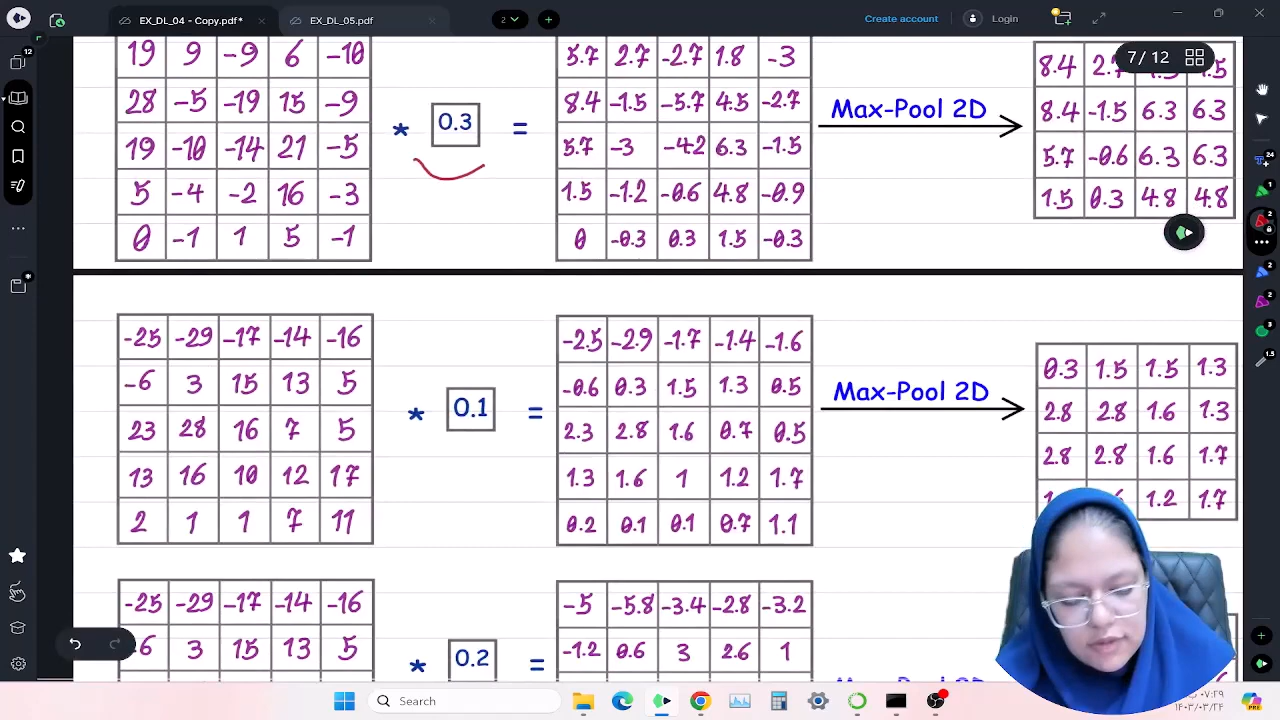 EX_DL_04 - Copy.pdf*
EX_DL_05.pdf
2
Create account
Login
7 / 12
19 9 -9 6 -10
28 -5 -19 15 -9
19 -10 -14 21 -5
5 -4 -2 16 -3
0 -1 1 5 -1
* 0.3 =
5.7 2.7 -2.7 1.8 -3
8.4 -1.5 -5.7 4.5 -2.7
5.7 -3 -42 6.3 -1.5
1.5 -1.2 -0.6 4.8 -0.9
0 -0.3 0.3 1.5 -0.3
Max-Pool 2D
8.4
8.4 -1.5 6.3 6.3
5.7 -0.6 6.3 6.3
1.5 0.3 4.8 4.8
-25 -29 -17 -14 -16
-6 3 15 13 5
23 28 16 7 5
13 16 10 12 17
2 1 1 7 11
* 0.1 =
-2.5 -2.9 -1.7 -1.4 -1.6
-0.6 0.3 1.5 1.3 0.5
2.3 2.8 1.6 0.7 0.5
1.3 1.6 1 1.2 1.7
0.2 0.1 0.1 0.7 1.1
Max-Pool 2D
0.3 1.5 1.5 1.3
2.8 2.8 1.6 1.3
2.8 2.8 1.6 1.7
1.2 1.7
-25 -29 -17 -14 -16
3 15 13 5
* 0.2 =
-5 -5.8 -3.4 -2.8 -3.2
-1.2 0.6 3 2.6 1
12
24
1
2
2
3
1.5
Search
PRE